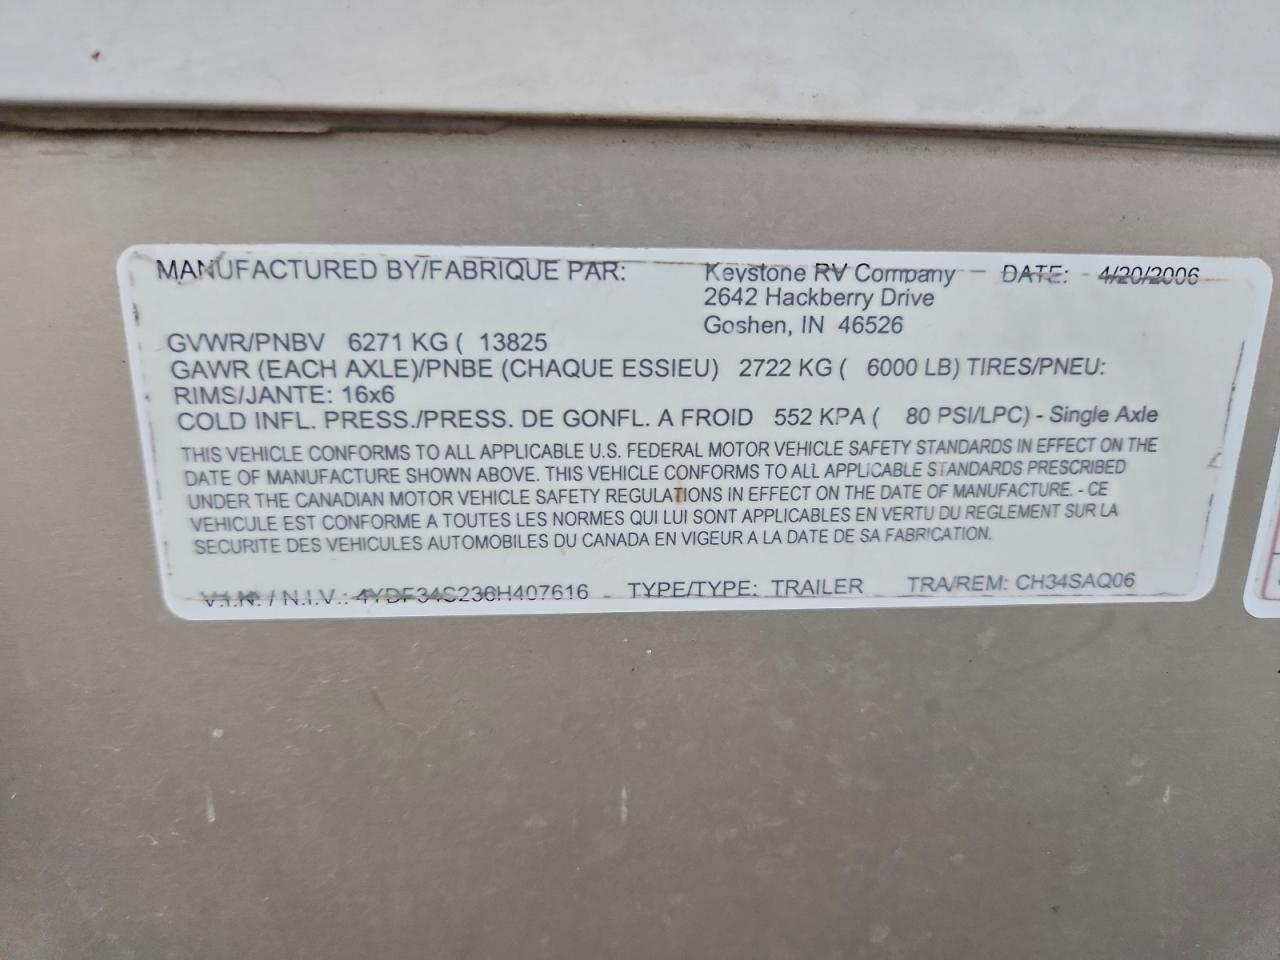 MANUFACTURED BY/FABRIQUE PAR: Keystone RV Company DATE: 4/20/2006
2642 Hackberry Drive
Goshen, IN 46526
GVWR/PNBV 6271 KG ( 13825
GAWR (EACH AXLE)/PNBE (CHAQUE ESSIEU) 2722 KG ( 6000 LB) TIRES/PNEU:
RIMS/JANTE: 16x6
COLD INFL. PRESS./PRESS. DE GONFL. A FROID 552 KPA ( 80 PSI/LPC) - Single Axle
THIS VEHICLE CONFORMS TO ALL APPLICABLE U.S. FEDERAL MOTOR VEHICLE SAFETY STANDARDS IN EFFECT ON THE
DATE OF MANUFACTURE SHOWN ABOVE. THIS VEHICLE CONFORMS TO ALL APPLICABLE STANDARDS PRESCRIBED
UNDER THE CANADIAN MOTOR VEHICLE SAFETY REGULATIONS IN EFFECT ON THE DATE OF MANUFACTURE. - CE
VEHICULE EST CONFORME A TOUTES LES NORMES QUI LUI SONT APPLICABLES EN VERTU DU REGLEMENT SUR LA
SECURITE DES VEHICULES AUTOMOBILES DU CANADA EN VIGEUR A LA DATE DE SA FABRICATION.
V.I.N. / N.I.V.: 4YDF34S236H407616 TYPE/TYPE: TRAILER TRA/REM: CH34SAQ06